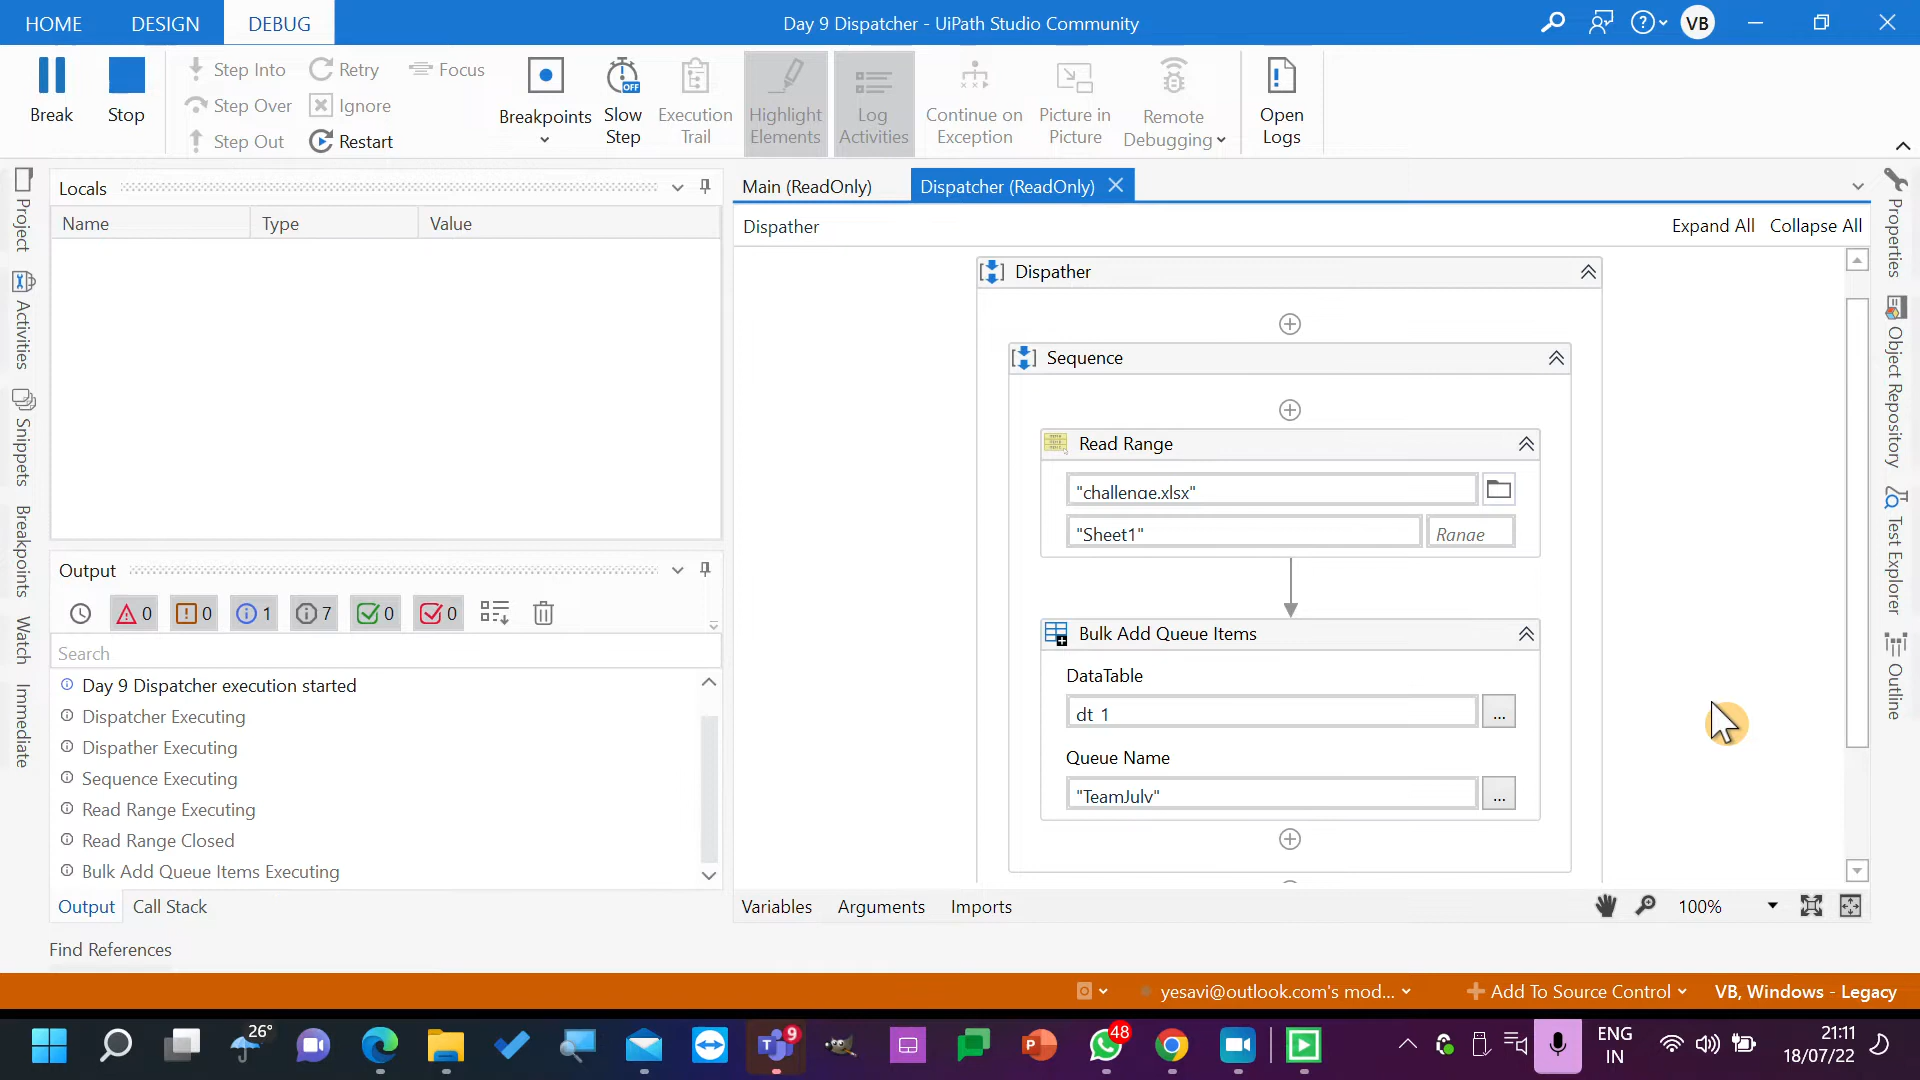 HOME
DESIGN
DEBUG
Day 9 Dispatcher - UiPath Studio Community
VB
Break
Stop
Step Into
Step Over
Step Out
Retry
Ignore
Restart
Focus
Breakpoints
Slow Step
OFF
Execution Trail
Highlight Elements
Log Activities
Continue on Exception
Picture in Picture
Remote Debugging
Open Logs
Project
Activities
Snippets
Breakpoints
Watch
Immediate
Locals
Name
Type
Value
Output
0
0
1
7
0
0
Search
Day 9 Dispatcher execution started
Dispatcher Executing
Dispather Executing
Sequence Executing
Read Range Executing
Read Range Closed
Bulk Add Queue Items Executing
Output
Call Stack
Find References
Main (ReadOnly)
Dispatcher (ReadOnly)
Dispather
Expand All
Collapse All
Dispather
Sequence
Read Range
"challenge.xlsx"
"Sheet1"
Range
Bulk Add Queue Items
DataTable
dt_1
...
Queue Name
"TeamJuly"
...
Variables
Arguments
Imports
100%
Properties
Object Repository
Test Explorer
Outline
yesavi@outlook.com's mod...
Add To Source Control
VB, Windows - Legacy
26°
9
48
ENG
IN
21:11
18/07/22